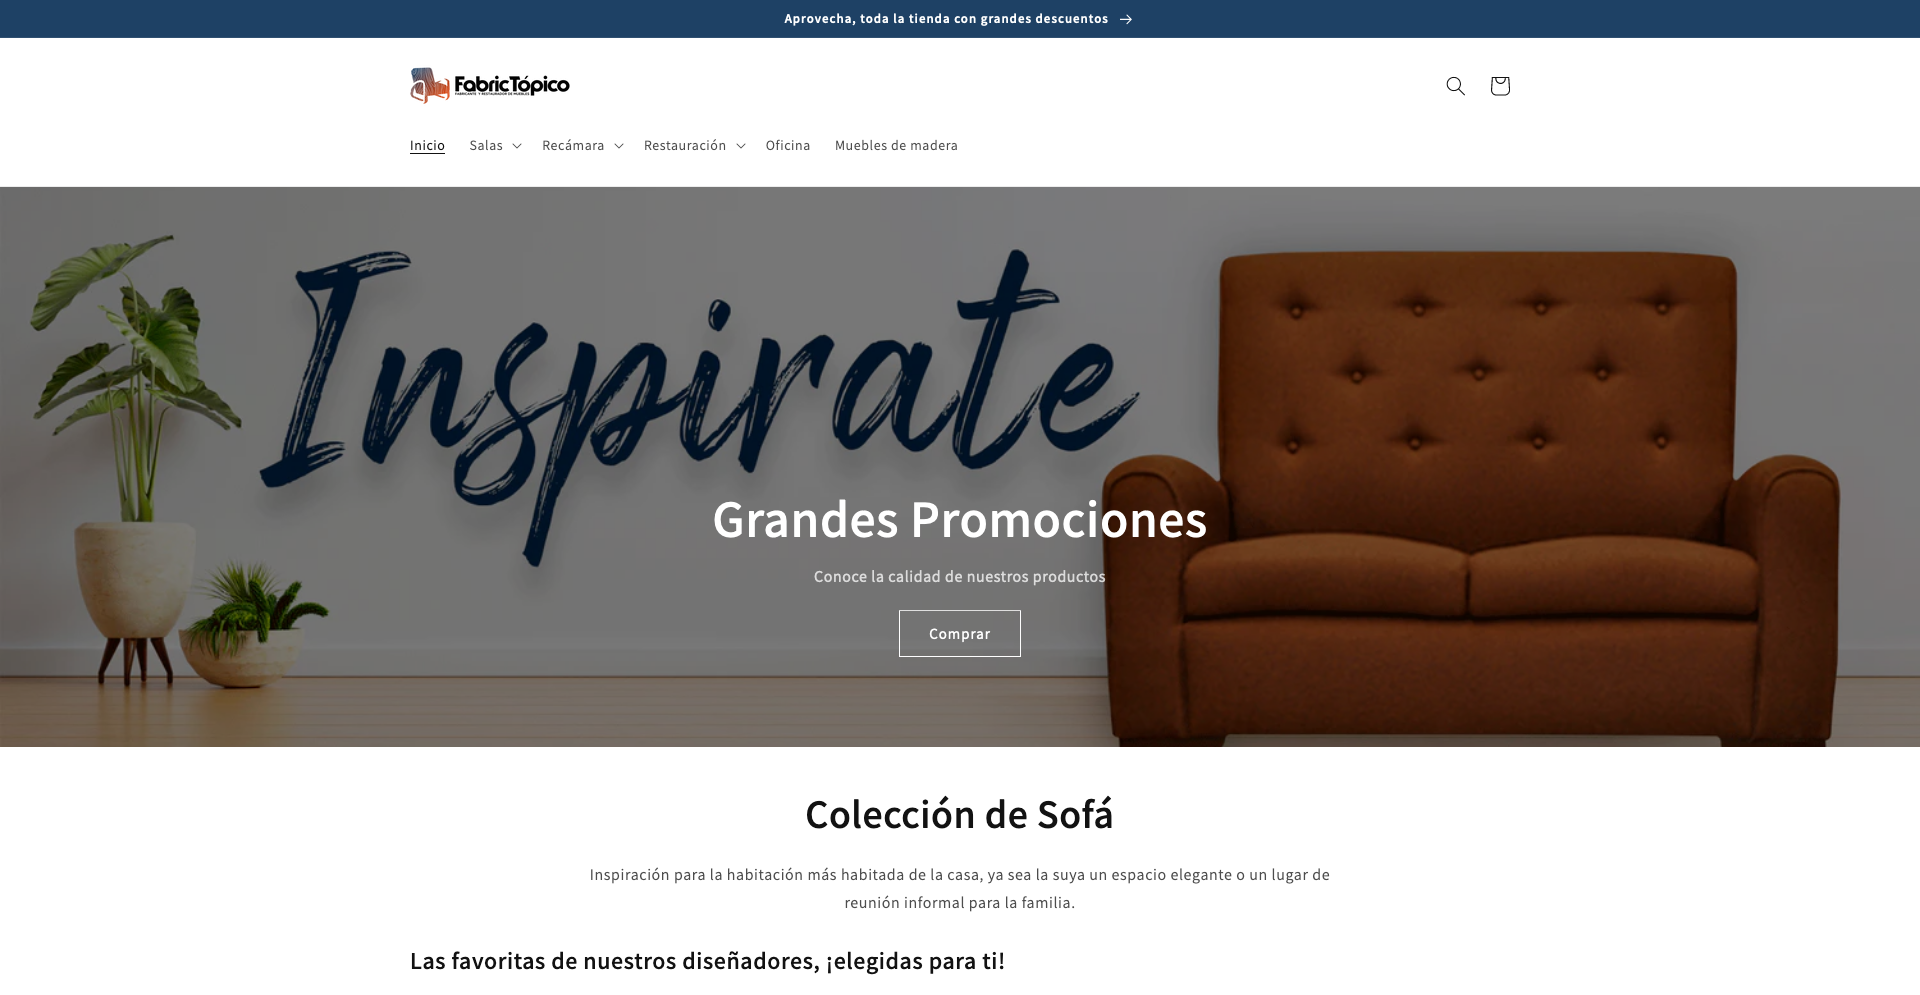 Aprovecha, toda la tienda con grandes descuentos
FabricTópico
FABRICANTE Y RESTAURADOR DE MUEBLES
Inicio Salas Recámara Restauración Oficina Muebles de madera
Inspirate
Grandes Promociones
Conoce la calidad de nuestros productos
Comprar
Colección de Sofá
Inspiración para la habitación más habitada de la casa, ya sea la suya un espacio elegante o un lugar de
reunión informal para la familia.
Las favoritas de nuestros diseñadores, ¡elegidas para ti!